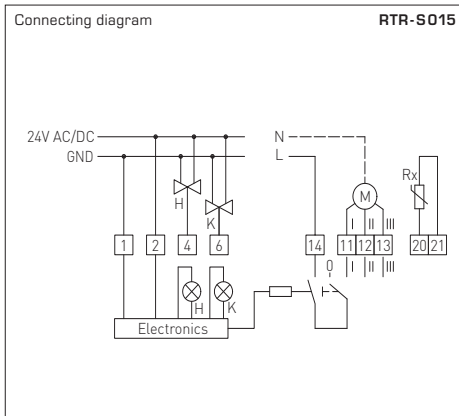 Connecting diagram RTR-S015
24V AC/DC
GND
N
L
H
K
M
Rx
I II III
1 2 4 6 14 11 12 13 20 21
0
I II III
H K
Electronics